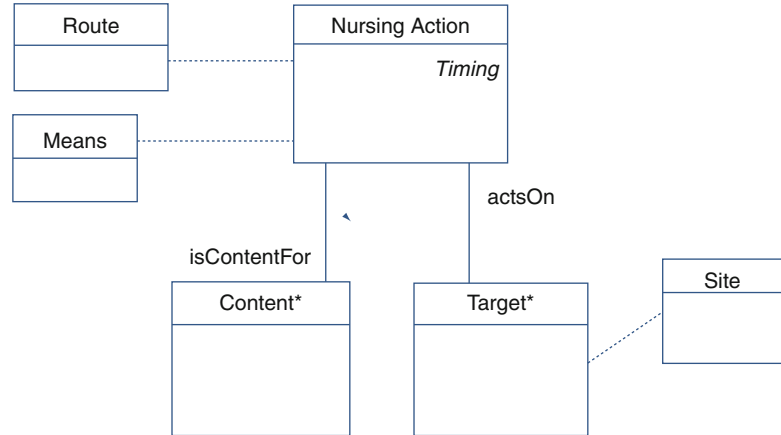 Route
Nursing Action
Timing
Means
actsOn
isContentFor
Content*
Target*
Site